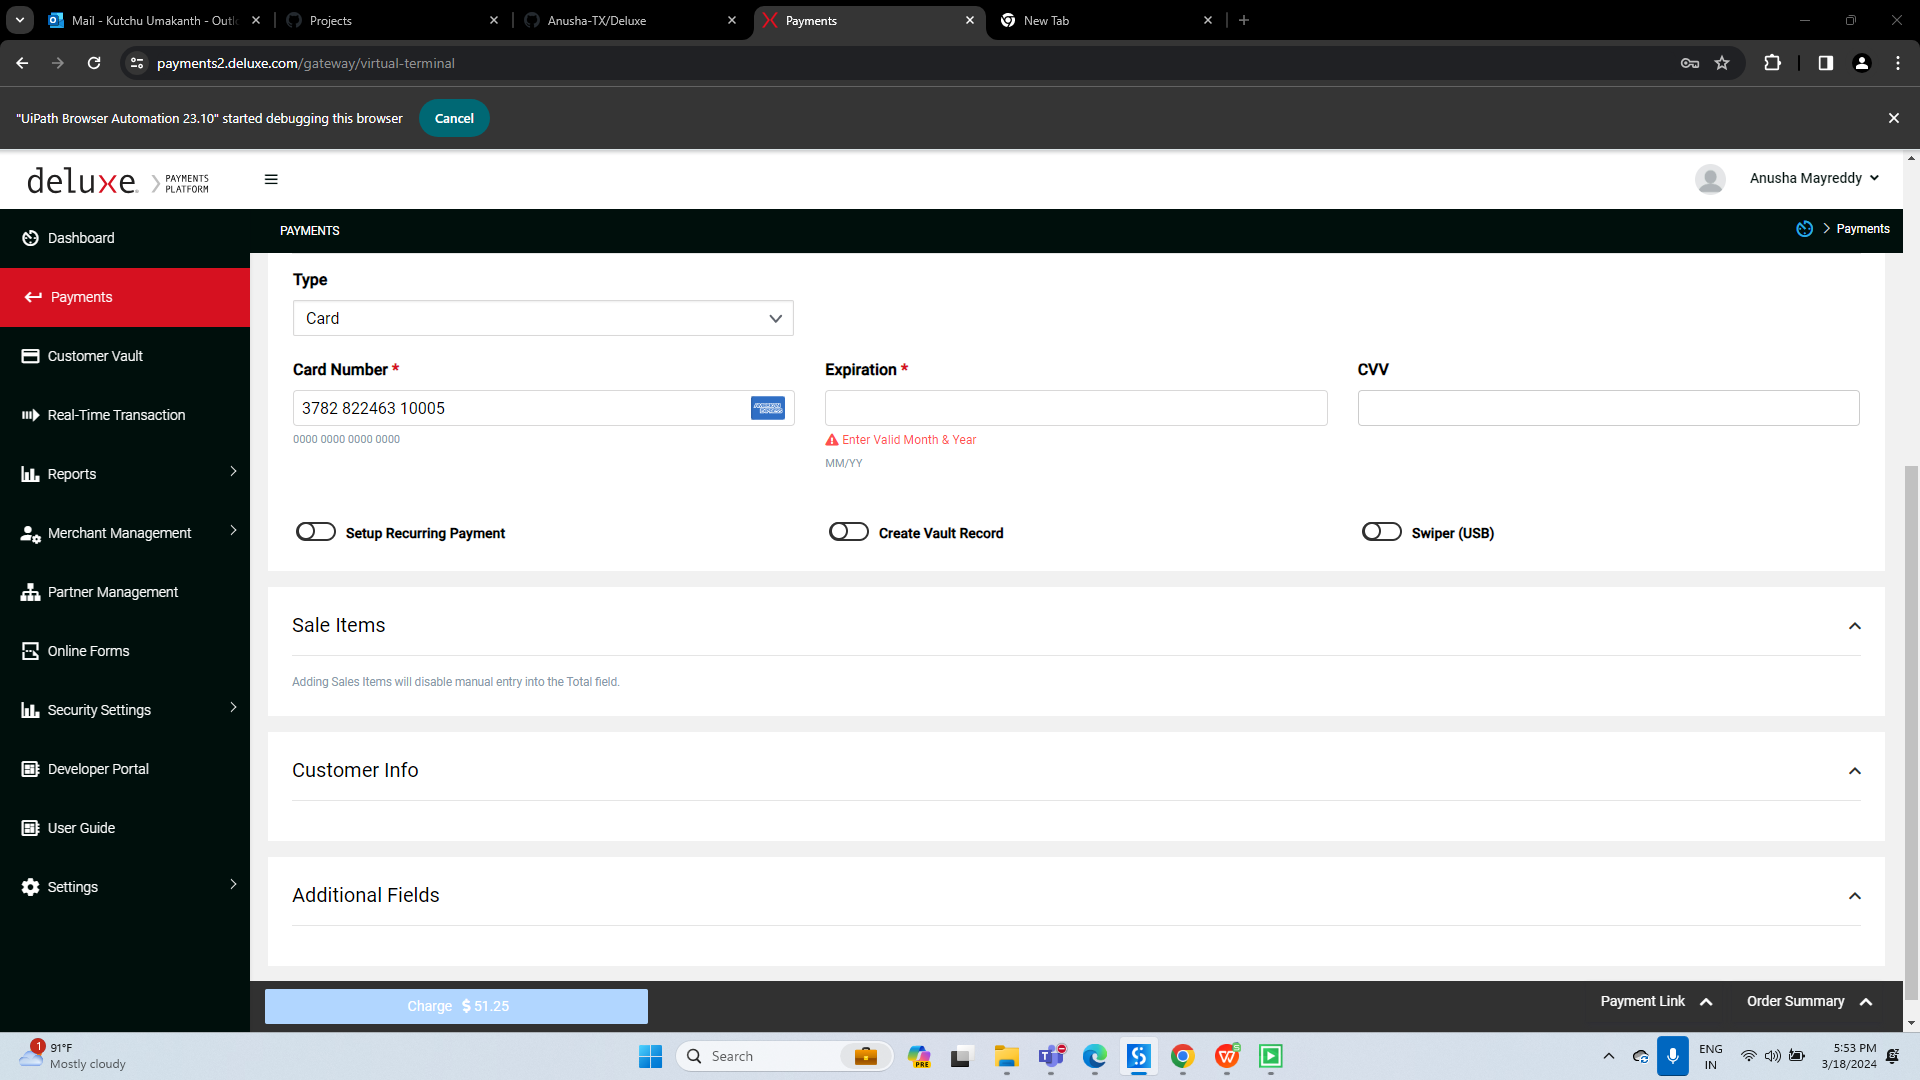 Mail - Kutchu Umakanth - Outl
Projects
Anusha-TX/Deluxe
Payments
New Tab
payments2.deluxe.com/gateway/virtual-terminal
"UiPath Browser Automation 23.10" started debugging this browser
Cancel
deluxe. PAYMENTS PLATFORM
Anusha Mayreddy
PAYMENTS
Payments
Dashboard
Payments
Customer Vault
Real-Time Transaction
Reports
Merchant Management
Partner Management
Online Forms
Security Settings
Developer Portal
User Guide
Settings
Type
Card
Card Number *
Expiration *
CVV
3782 822463 10005
AMERICAN EXPRESS
0000 0000 0000 0000
Enter Valid Month & Year
MM/YY
Setup Recurring Payment
Create Vault Record
Swiper (USB)
Sale Items
Adding Sales Items will disable manual entry into the Total field.
Customer Info
Additional Fields
Charge $ 51.25
Payment Link
Order Summary
1
91°F
Mostly cloudy
Search
PRE
ENG
IN
5:53 PM
3/18/2024